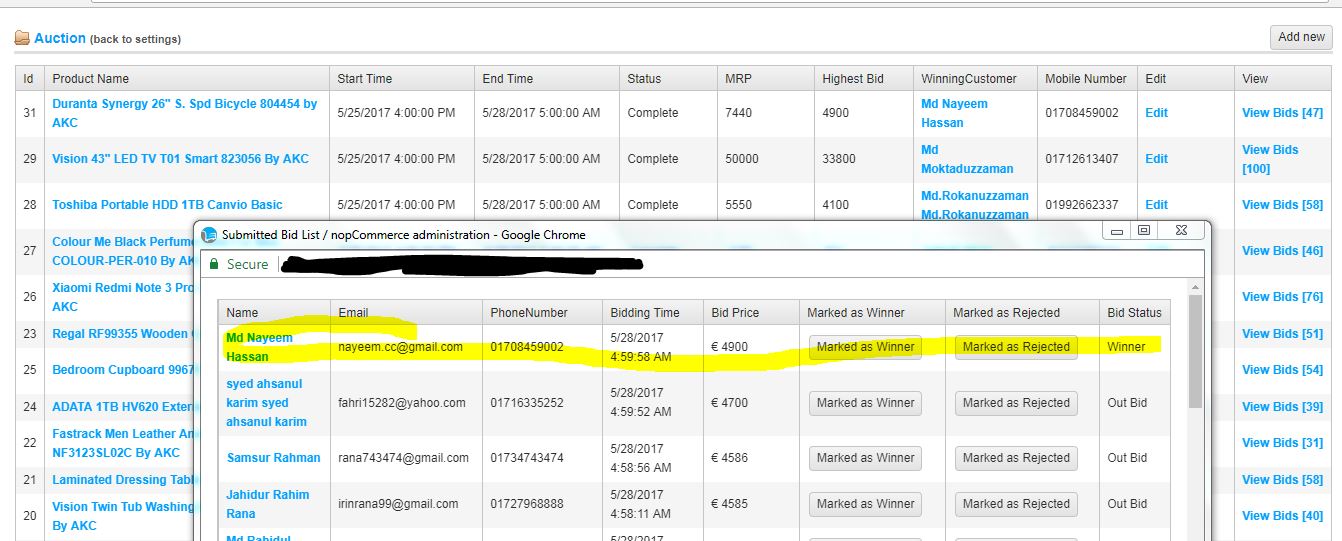 Auction (back to settings)
Add new
Id Product Name Start Time End Time Status MRP Highest Bid WinningCustomer Mobile Number Edit View
31 Duranta Synergy 26" S. Spd Bicycle 804454 by 5/25/2017 4:00:00 PM 5/28/2017 5:00:00 AM Complete 7440 4900 Md Nayeem 01708459002 Edit View Bids [47]
AKC Hassan
29 Vision 43" LED TV T01 Smart 823056 By AKC 5/25/2017 4:00:00 PM 5/28/2017 5:00:00 AM Complete 50000 33800 Md 01712613407 Edit View Bids
Moktaduzzaman [100]
28 Toshiba Portable HDD 1TB Canvio Basic 5/25/2017 4:00:00 PM 5/28/2017 5:00:00 AM Complete 5550 4100 Md.Rokanuzzaman 01992662337 Edit View Bids [58]
Md.Rokanuzzaman
27 Colour Me Black Perfume View Bids [46]
COLOUR-PER-010 By AK
26 Xiaomi Redmi Note 3 Pro View Bids [76]
AKC
23 Regal RF99355 Wooden View Bids [51]
25 Bedroom Cupboard 9967 View Bids [54]
24 ADATA 1TB HV620 Extern View Bids [39]
22 Fastrack Men Leather An View Bids [31]
NF3123SL02C By AKC
21 Laminated Dressing Tabl View Bids [58]
20 Vision Twin Tub Washing View Bids [40]
By AKC
Submitted Bid List / nopCommerce administration - Google Chrome
Secure
Name Email PhoneNumber Bidding Time Bid Price Marked as Winner Marked as Rejected Bid Status
Md Nayeem nayeem.cc@gmail.com 01708459002 5/28/2017 € 4900 Marked as Winner Marked as Rejected Winner
Hassan 4:59:58 AM
syed ahsanul fahri15282@yahoo.com 01716335252 5/28/2017 € 4700 Marked as Winner Marked as Rejected Out Bid
karim syed 4:59:52 AM
ahsanul karim
Samsur Rahman rana743474@gmail.com 01734743474 5/28/2017 € 4586 Marked as Winner Marked as Rejected Out Bid
4:58:56 AM
Jahidur Rahim irinrana99@gmail.com 01727968888 5/28/2017 € 4585 Marked as Winner Marked as Rejected Out Bid
Rana 4:58:11 AM
Md Rahidul 5/28/2017